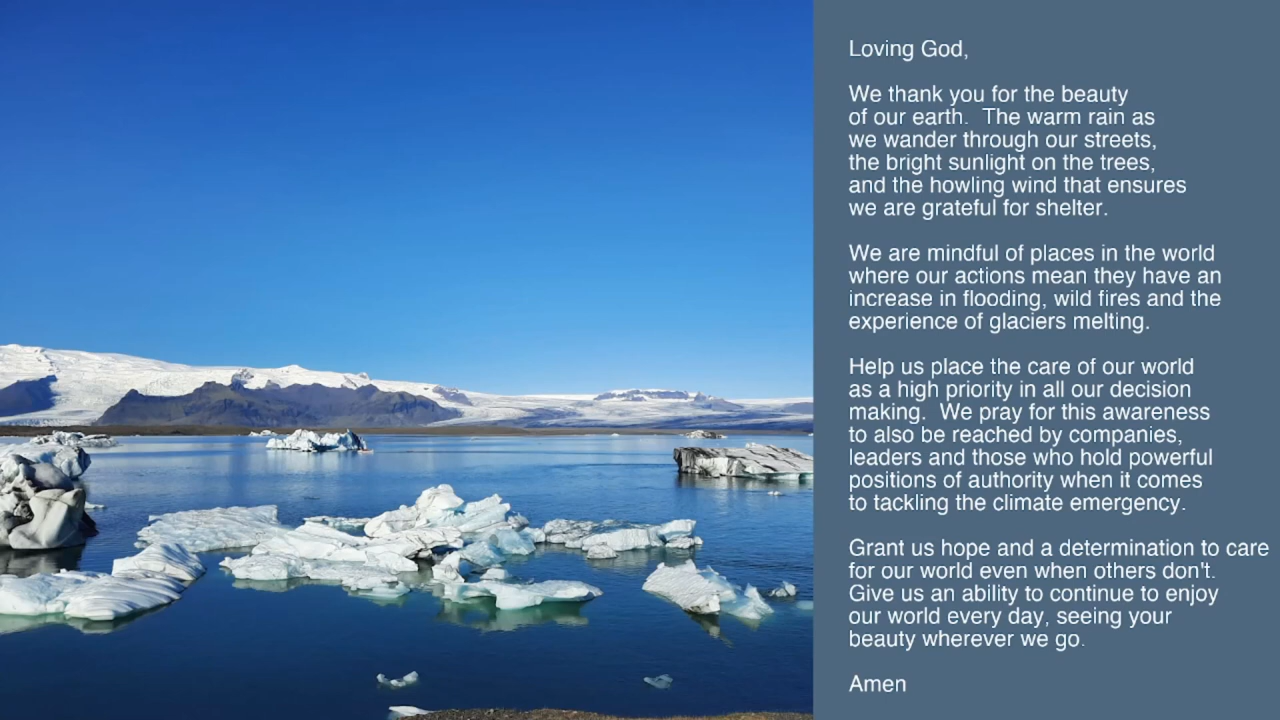 Loving God,
We thank you for the beauty
of our earth.  The warm rain as
we wander through our streets,
the bright sunlight on the trees,
and the howling wind that ensures
we are grateful for shelter.
We are mindful of places in the world
where our actions mean they have an
increase in flooding, wild fires and the
experience of glaciers melting.
Help us place the care of our world
as a high priority in all our decision
making.  We pray for this awareness
to also be reached by companies,
leaders and those who hold powerful
positions of authority when it comes
to tackling the climate emergency.
Grant us hope and a determination to care
for our world even when others don't.
Give us an ability to continue to enjoy
our world every day, seeing your
beauty wherever we go.
Amen